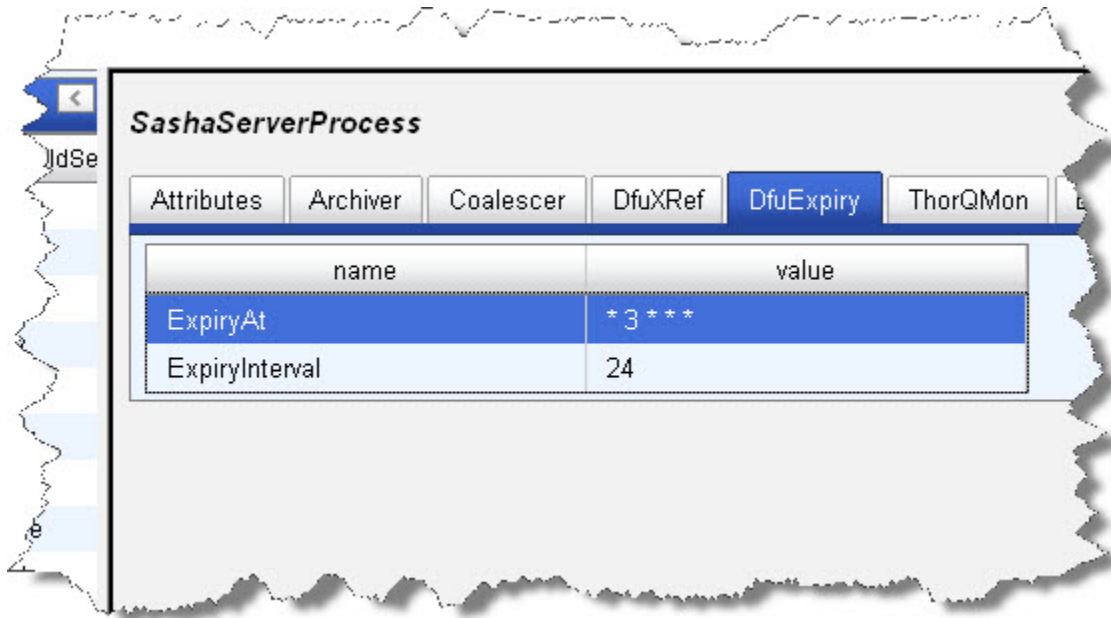 SashaServerProcess
Attributes Archiver Coalescer DfuXRef DfuExpiry ThorQMon
name value
ExpiryAt * 3 * * *
ExpiryInterval 24